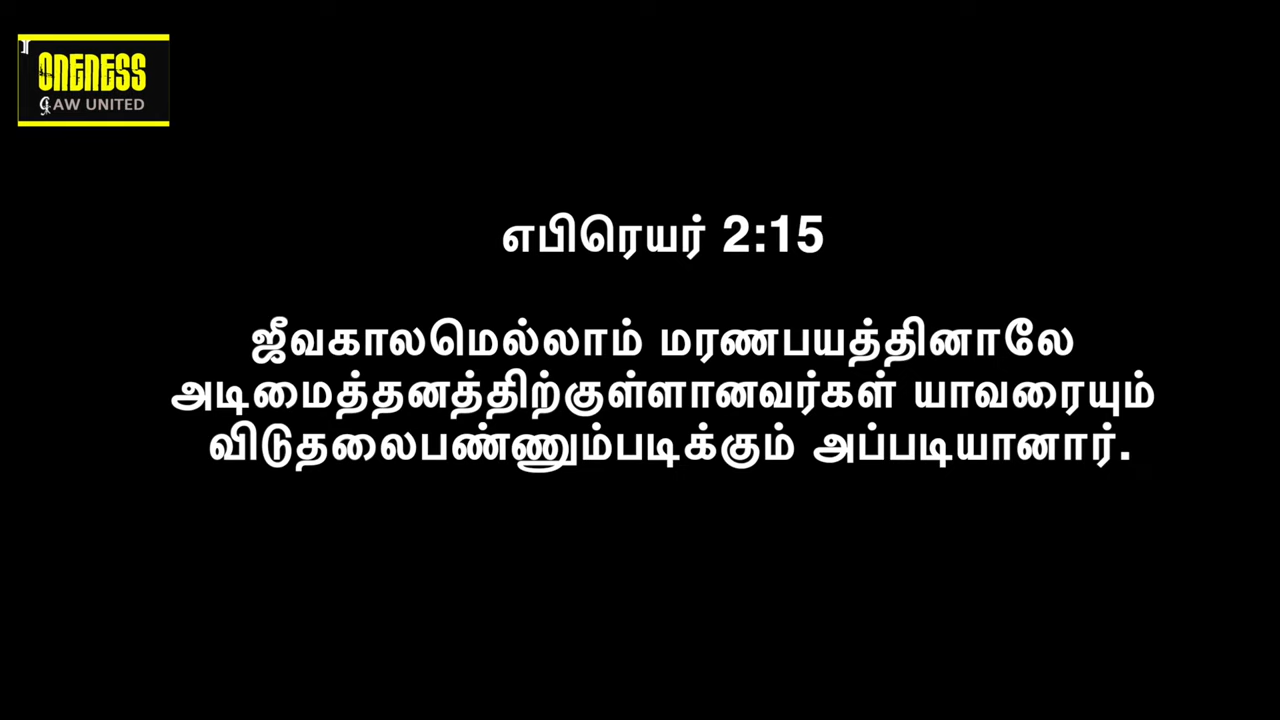 ONENESS
AW UNITED
எபிரெயர் 2:15
ஜீவகாலமெல்லாம் மரணபயத்தினாலே
அடிமைத்தனத்திற்குள்ளானவர்கள் யாவரையும்
விடுதலைபண்ணும்படிக்கும் அப்படியானார்.